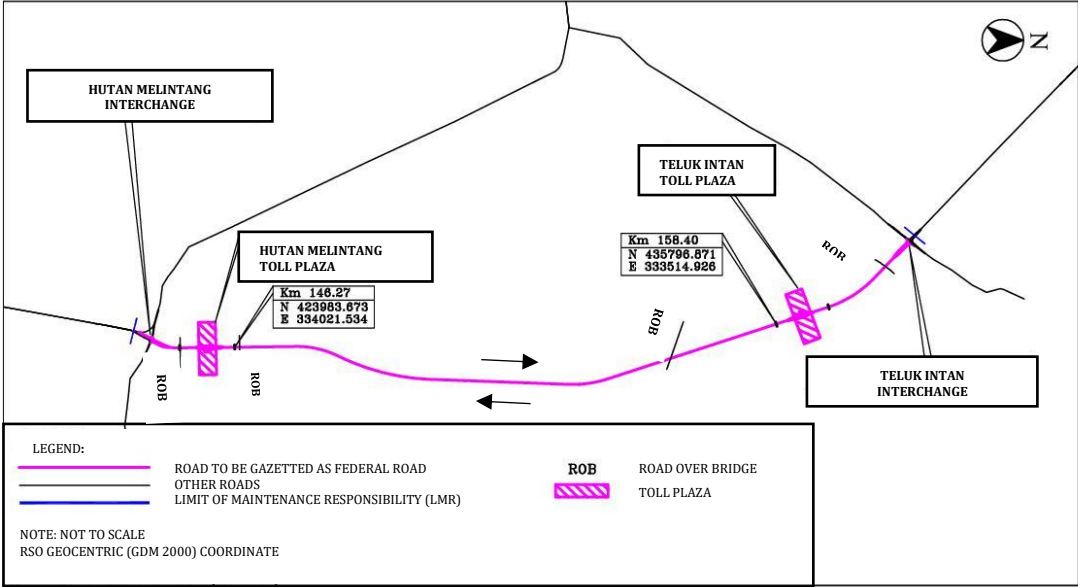 N
HUTAN MELINTANG
INTERCHANGE
TELUK INTAN
TOLL PLAZA
HUTAN MELINTANG
TOLL PLAZA
Km 158.40
N 435796.871
E 333514.926
ROB
Km 146.27
N 423983.673
E 334021.534
ROB
ROB
ROB
TELUK INTAN
INTERCHANGE
LEGEND:
ROAD TO BE GAZETTED AS FEDERAL ROAD
OTHER ROADS
LIMIT OF MAINTENANCE RESPONSIBILITY (LMR)
ROB ROAD OVER BRIDGE
TOLL PLAZA
NOTE: NOT TO SCALE
RSO GEOCENTRIC (GDM 2000) COORDINATE